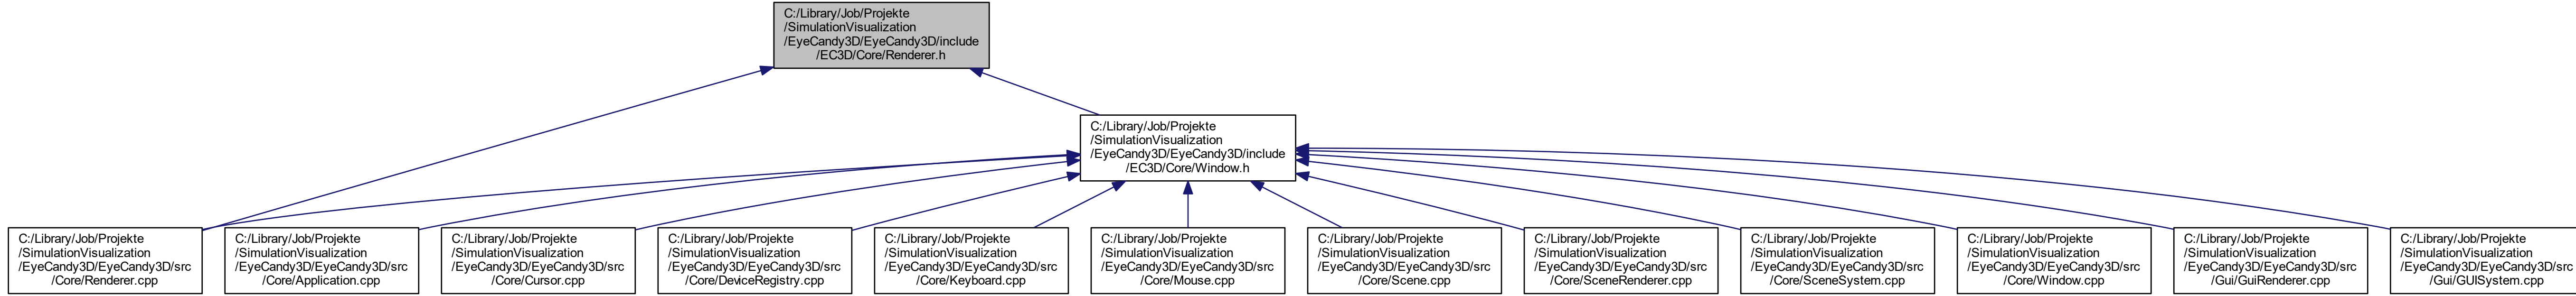 C:/Library/Job/Projekte
/SimulationVisualization
/EyeCandy3D/EyeCandy3D/include
/EC3D/Core/Renderer.h
C:/Library/Job/Projekte
/SimulationVisualization
/EyeCandy3D/EyeCandy3D/include
/EC3D/Core/Window.h
C:/Library/Job/Projekte
/SimulationVisualization
/EyeCandy3D/EyeCandy3D/src
/Core/Renderer.cpp
C:/Library/Job/Projekte
/SimulationVisualization
/EyeCandy3D/EyeCandy3D/src
/Core/Application.cpp
C:/Library/Job/Projekte
/SimulationVisualization
/EyeCandy3D/EyeCandy3D/src
/Core/Cursor.cpp
C:/Library/Job/Projekte
/SimulationVisualization
/EyeCandy3D/EyeCandy3D/src
/Core/DeviceRegistry.cpp
C:/Library/Job/Projekte
/SimulationVisualization
/EyeCandy3D/EyeCandy3D/src
/Core/Keyboard.cpp
C:/Library/Job/Projekte
/SimulationVisualization
/EyeCandy3D/EyeCandy3D/src
/Core/Mouse.cpp
C:/Library/Job/Projekte
/SimulationVisualization
/EyeCandy3D/EyeCandy3D/src
/Core/Scene.cpp
C:/Library/Job/Projekte
/SimulationVisualization
/EyeCandy3D/EyeCandy3D/src
/Core/SceneRenderer.cpp
C:/Library/Job/Projekte
/SimulationVisualization
/EyeCandy3D/EyeCandy3D/src
/Core/SceneSystem.cpp
C:/Library/Job/Projekte
/SimulationVisualization
/EyeCandy3D/EyeCandy3D/src
/Core/Window.cpp
C:/Library/Job/Projekte
/SimulationVisualization
/EyeCandy3D/EyeCandy3D/src
/Gui/GuiRenderer.cpp
C:/Library/Job/Projekte
/SimulationVisualization
/EyeCandy3D/EyeCandy3D/src
/Gui/GUISystem.cpp